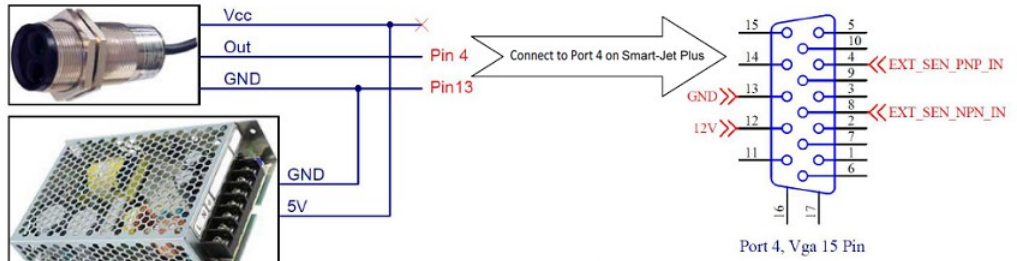 Vcc
Out
GND
Pin 4
Pin13
GND
5V
Connect to Port 4 on Smart-Jet Plus
15
14
GND
13
12V
12
11
5
10
4
EXT_SEN_PNP_IN
9
3
8
EXT_SEN_NPN_IN
2
7
1
6
16
17
Port 4, Vga 15 Pin